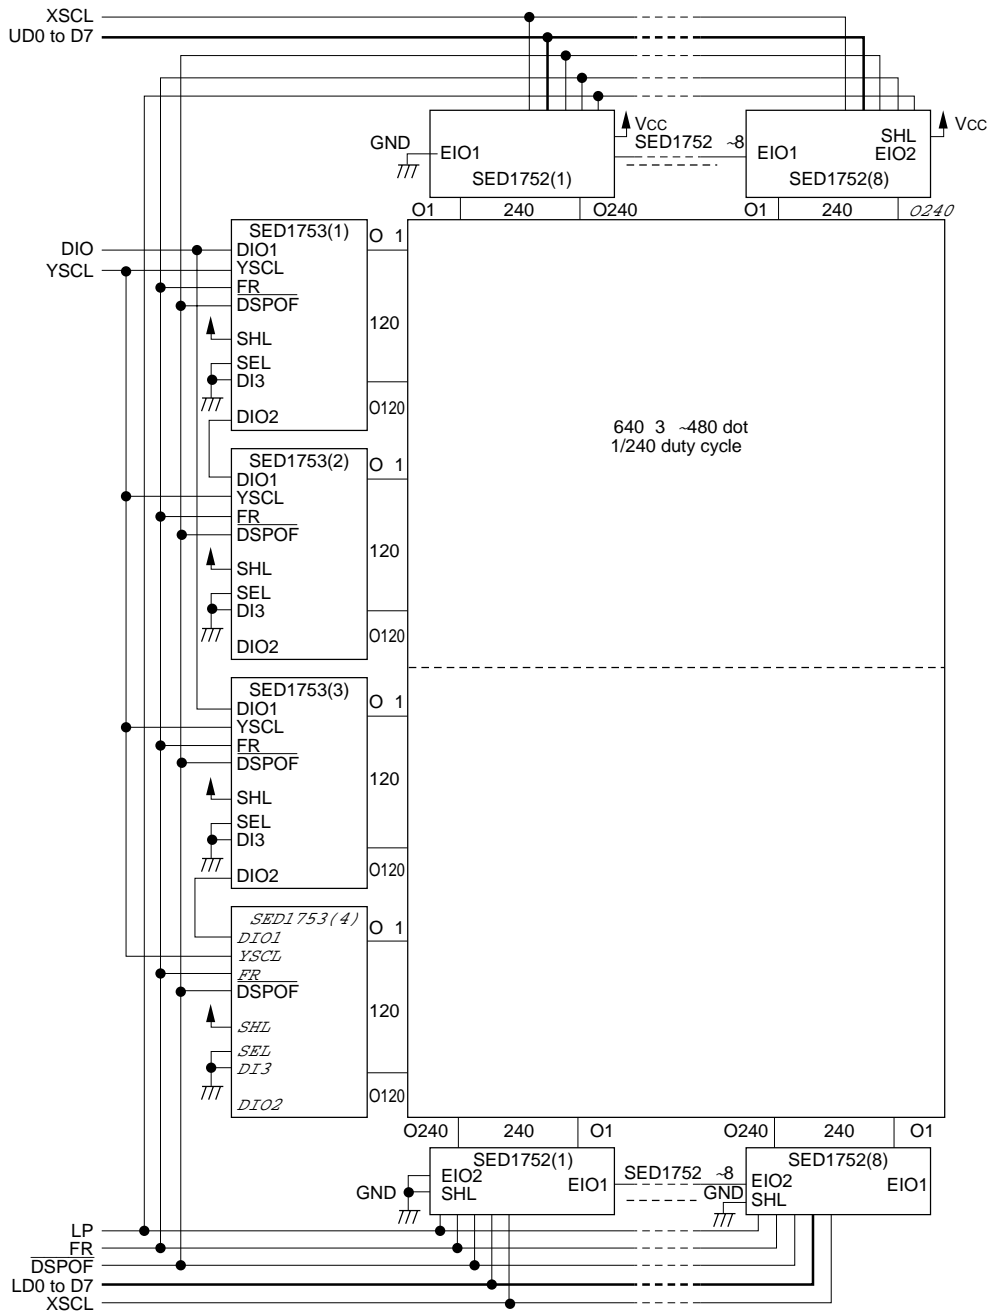 XSCL
UD0 to D7
GND
EIO1
SED1752(1)
VCC
SED1752 ~8
EIO1
SHL
EIO2
SED1752(8)
VCC
O1 240 O240
O1 240 O240
DIO
YSCL
SED1753(1)
DIO1
YSCL
FR
DSPOF
SHL
SEL
DI3
DIO2
O 1
120
O120
640 3 ~480 dot
1/240 duty cycle
SED1753(2)
DIO1
YSCL
FR
DSPOF
SHL
SEL
DI3
DIO2
O 1
120
O120
SED1753(3)
DIO1
YSCL
FR
DSPOF
SHL
SEL
DI3
DIO2
O 1
120
O120
SED1753(4)
DIO1
YSCL
FR
DSPOF
SHL
SEL
DI3
DIO2
O 1
120
O120
O240 240 O1
O240 240 O1
SED1752(1)
GND
EIO2
SHL
EIO1
SED1752 ~8
GND
SED1752(8)
EIO2
SHL
EIO1
LP
FR
DSPOF
LD0 to D7
XSCL